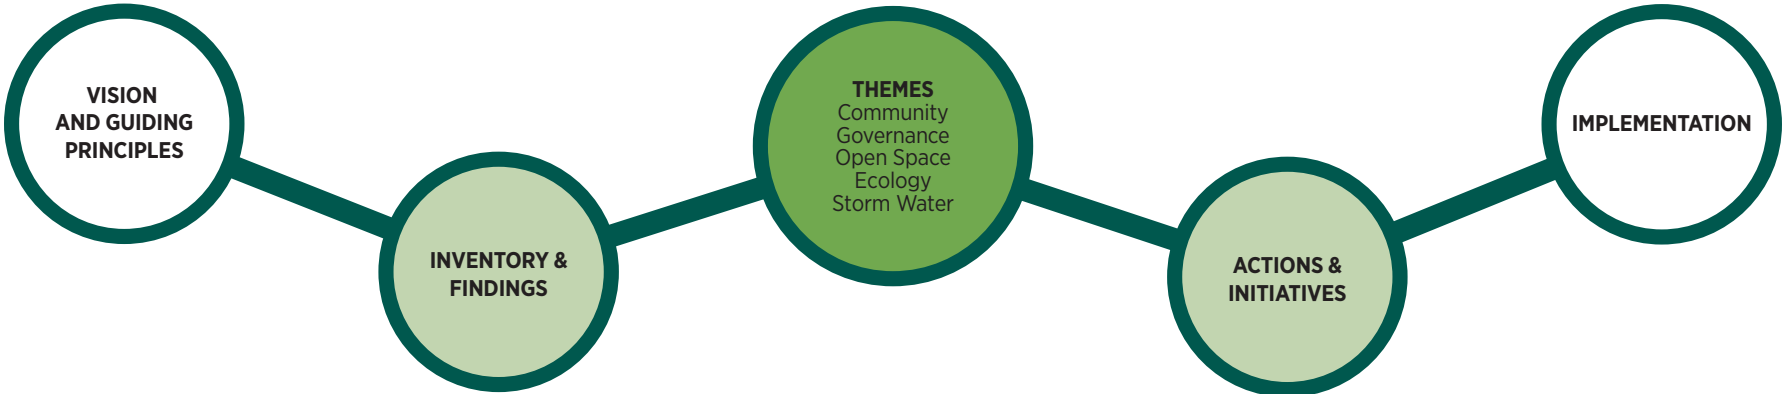 VISION
AND GUIDING
PRINCIPLES
INVENTORY &
FINDINGS
THEMES
Community
Governance
Open Space
Ecology
Storm Water
ACTIONS &
INITIATIVES
IMPLEMENTATION